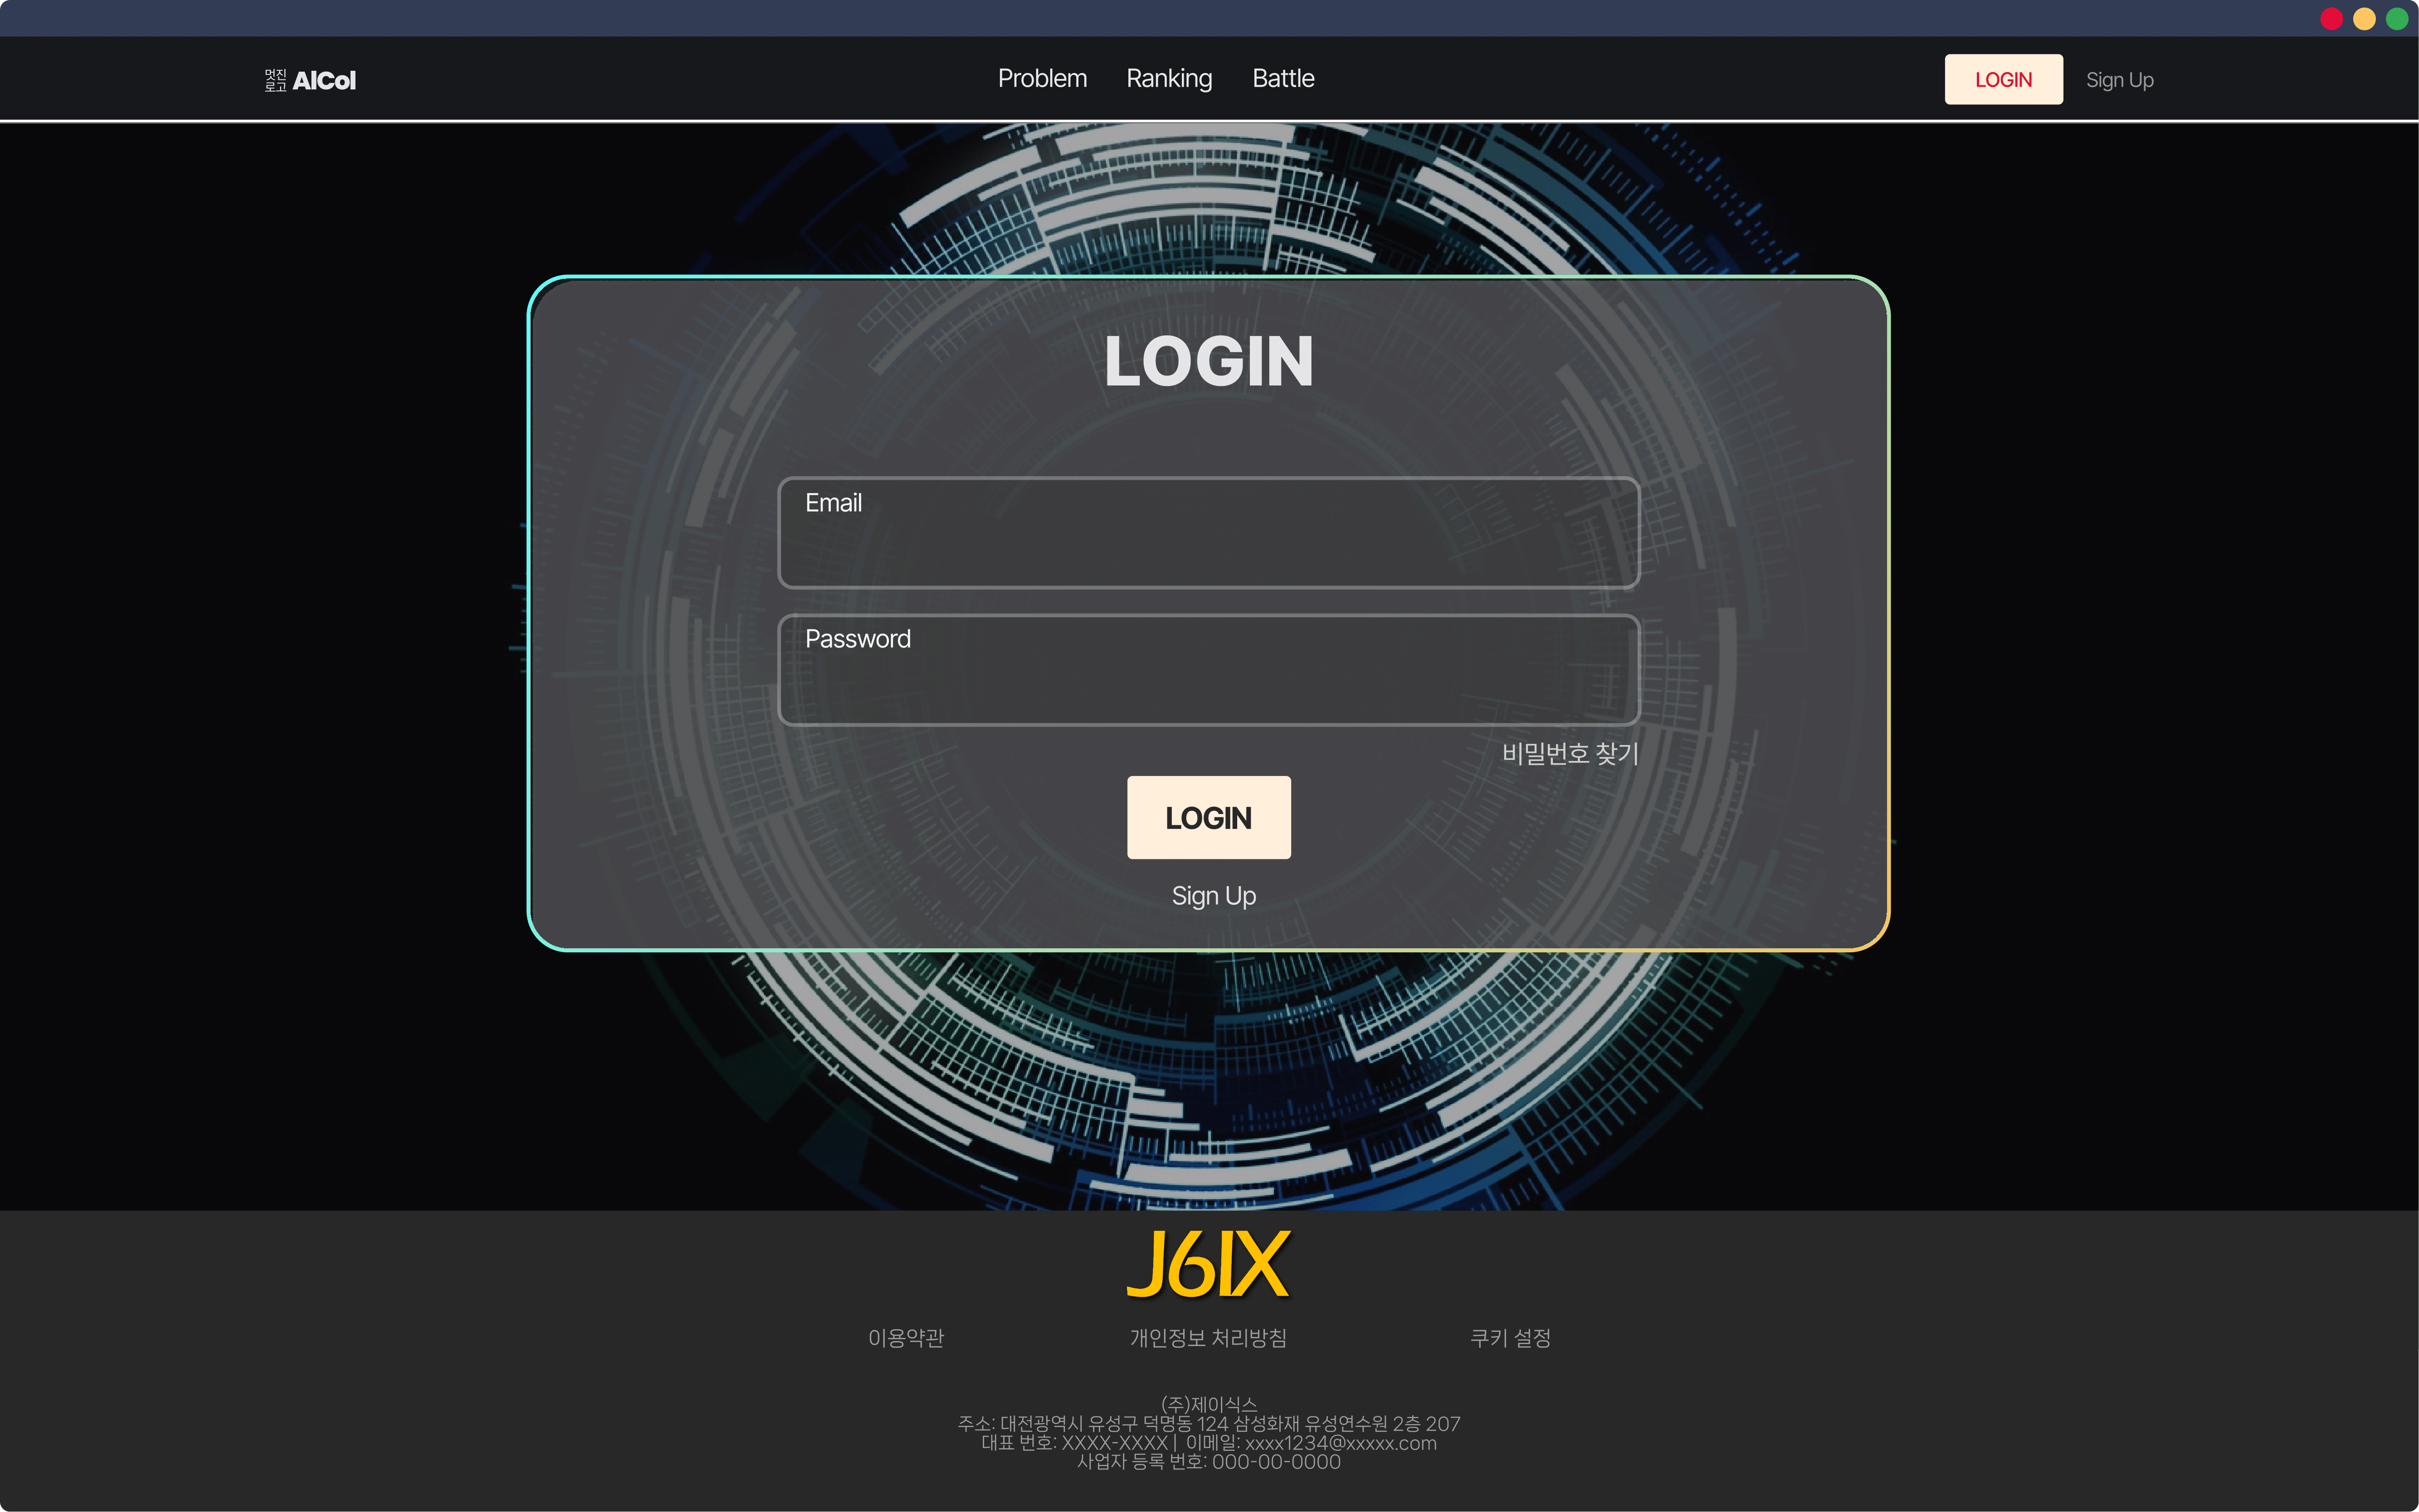 멋진
로고
AlCol
Problem Ranking Battle
LOGIN Sign Up
LOGIN
Email
Password
비밀번호 찾기
LOGIN
Sign Up
J6IX
이용약관 개인정보 처리방침 쿠키 설정
(주)제이식스
주소: 대전광역시 유성구 덕명동 124 삼성화재 유성연수원 2층 207
대표 번호: XXXX-XXXX | 이메일: xxxx1234@xxxxx.com
사업자 등록 번호: 000-00-0000